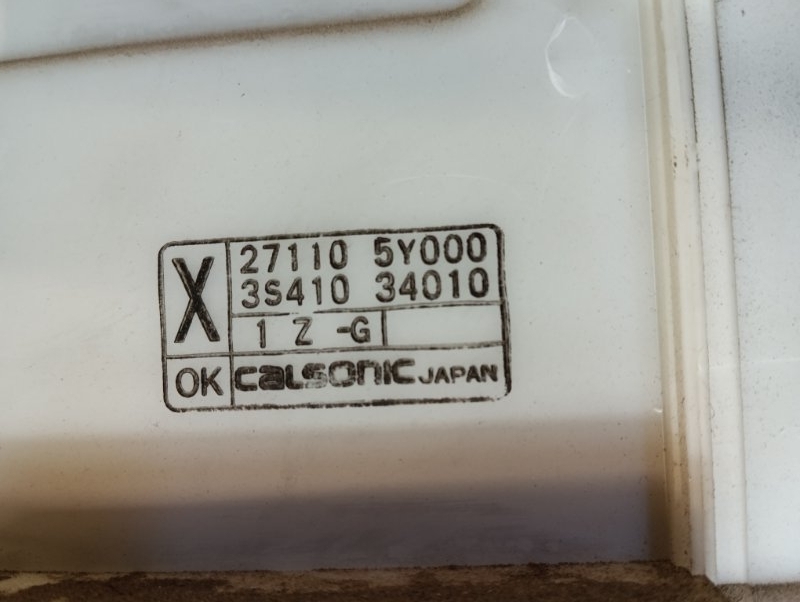 X
27110 5Y000
3S410 34010
1 Z -G
OK calsonic JAPAN